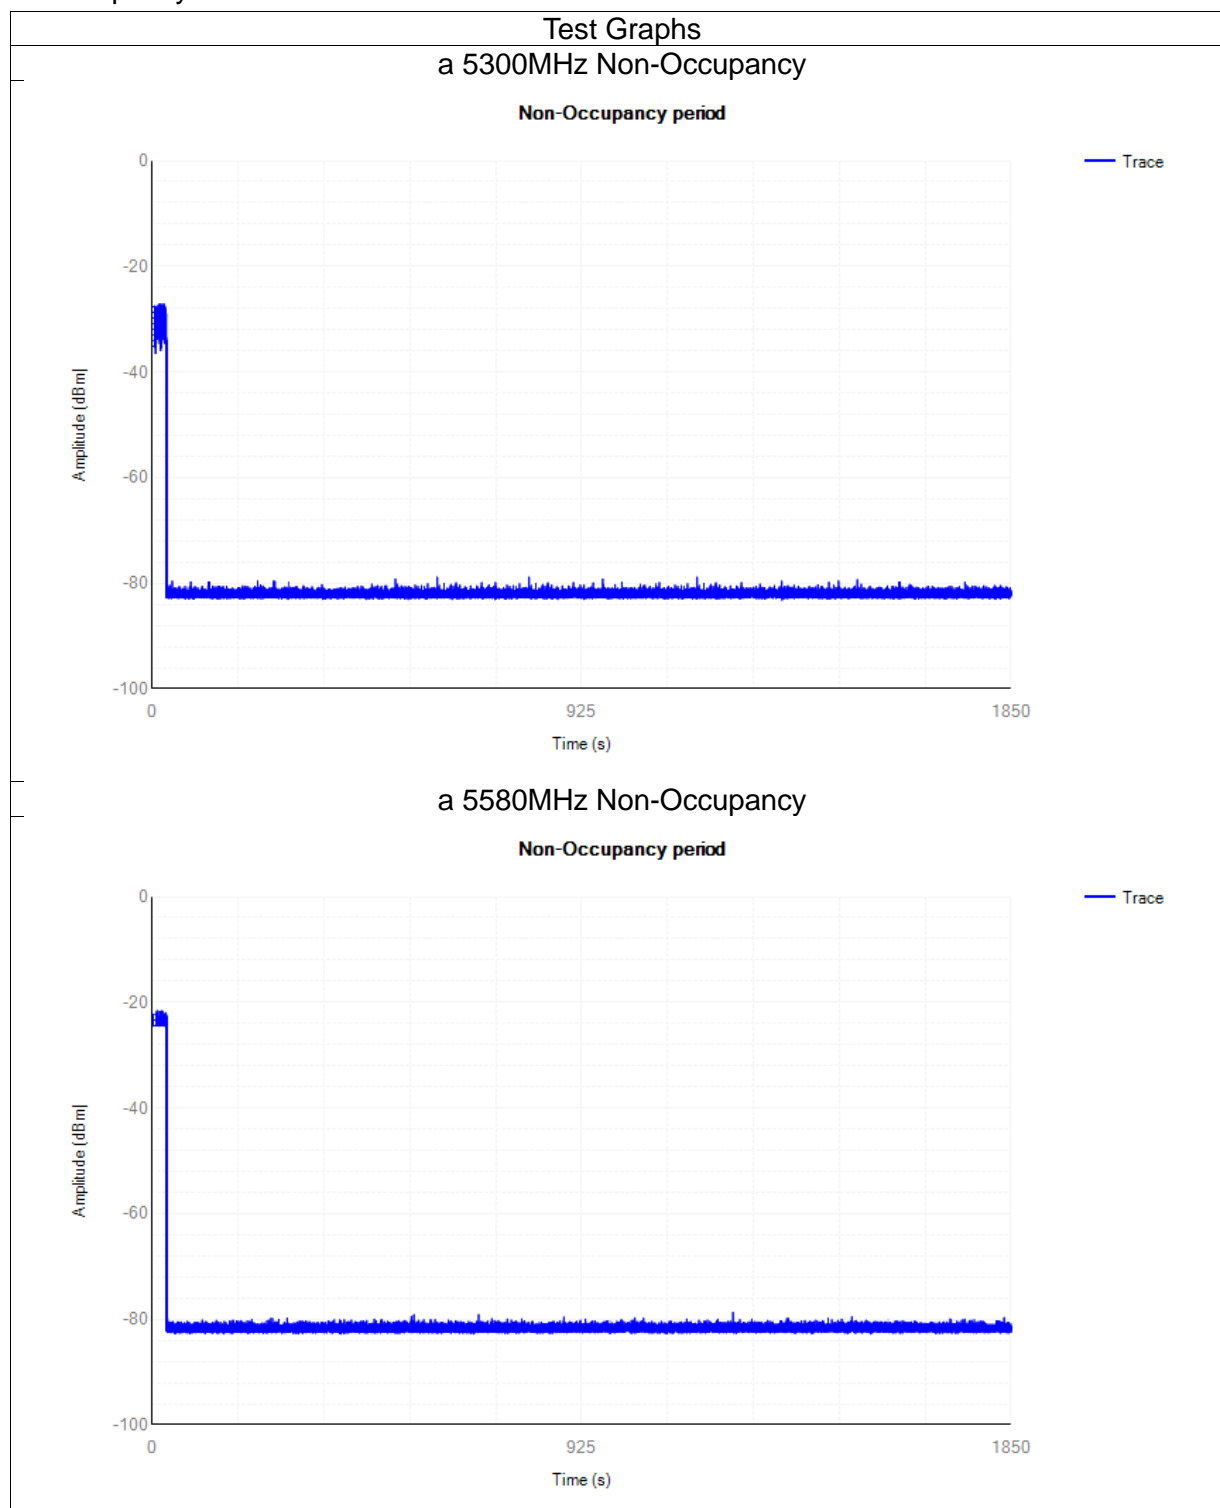 Test Graphs
a 5300MHz Non-Occupancy
Non-Occupancy period
0
Trace
-20
-40
Amplitude (dBm|
-60
-80
-100
0
925
1850
Time (s)
a 5580MHz Non-Occupancy
Non-Occupancy period
0
Trace
-20
-40
Amplitude (dBm|
-60
-80
-100
0
925
1850
Time (s)